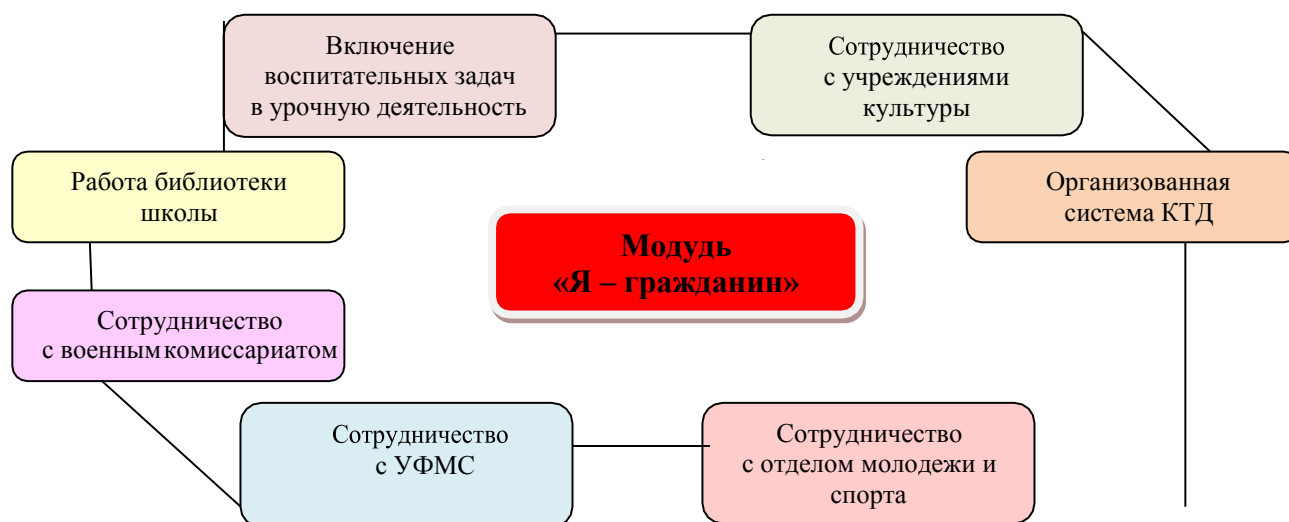 Включение
воспитательных задач
в урочную деятельность
Сотрудничество
с учреждениями
культуры
Работа библиотеки
школы
Организованная
система КТД
Модудь
«Я – гражданин»
Сотрудничество
с военным комиссариатом
Сотрудничество
с УФМС
Сотрудничество
с отделом молодежи и
спорта